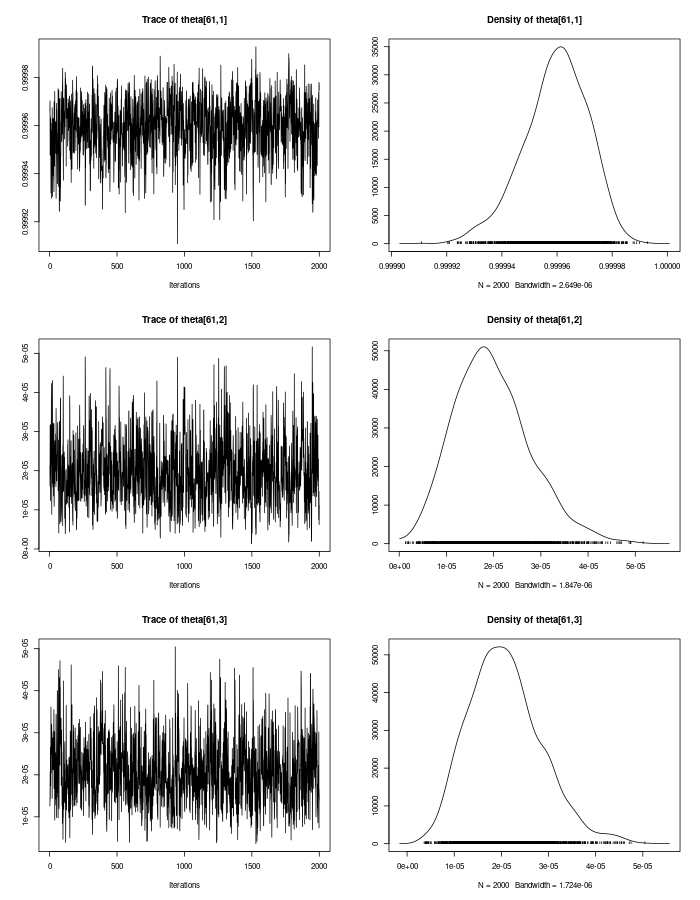 Trace of theta[61,1]
0.99992 0.99994 0.99996 0.99998
0 500 1000 1500 2000
Iterations
Density of theta[61,1]
0 5000 10000 15000 20000 25000 30000 35000
0.99990 0.99992 0.99994 0.99996 0.99998 1.00000
N = 2000 Bandwidth = 2.649e-06
Trace of theta[61,2]
0e+00 1e-05 2e-05 3e-05 4e-05 5e-05
0 500 1000 1500 2000
Iterations
Density of theta[61,2]
0 10000 20000 30000 40000 50000
0e+00 1e-05 2e-05 3e-05 4e-05 5e-05
N = 2000 Bandwidth = 1.847e-06
Trace of theta[61,3]
1e-05 2e-05 3e-05 4e-05 5e-05
0 500 1000 1500 2000
Iterations
Density of theta[61,3]
0 10000 20000 30000 40000 50000
0e+00 1e-05 2e-05 3e-05 4e-05 5e-05
N = 2000 Bandwidth = 1.724e-06